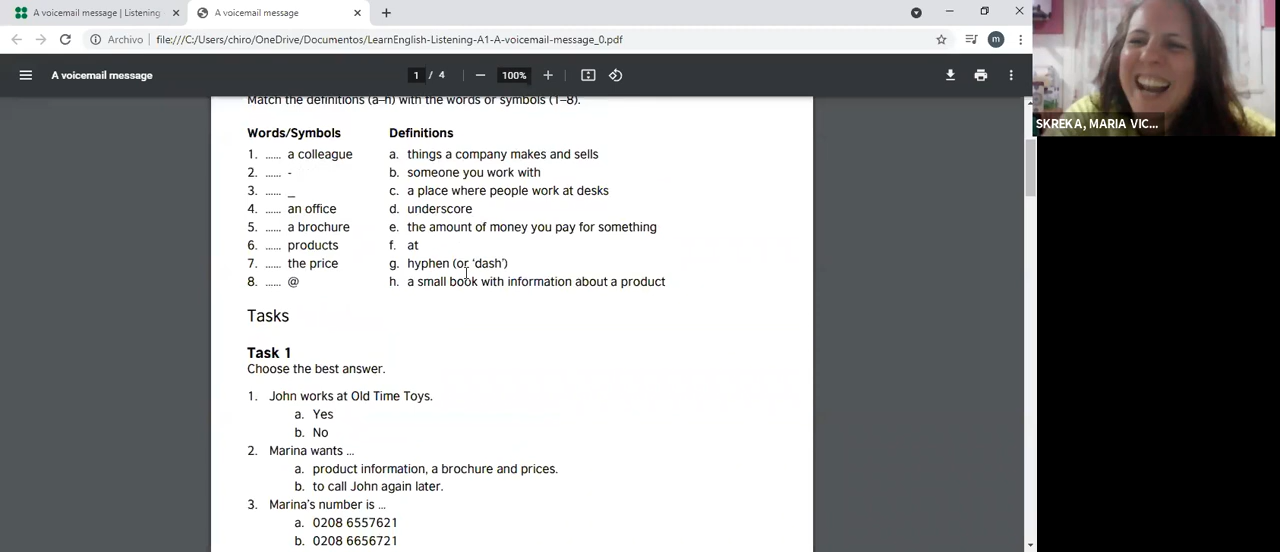 A voicemail message | Listening
A voicemail message
Archivo
file:///C:/Users/chiro/OneDrive/Documentos/LearnEnglish-Listening-A1-A-voicemail-message_0.pdf
m
A voicemail message
1 / 4
100%
SKREKA, MARIA VIC...
Match the definitions (a–h) with the words or symbols (1–8).
Words/Symbols Definitions
1. ...... a colleague a. things a company makes and sells
2. ...... - b. someone you work with
3. ...... _ c. a place where people work at desks
4. ...... an office d. underscore
5. ...... a brochure e. the amount of money you pay for something
6. ...... products f. at
7. ...... the price g. hyphen (or ‘dash’)
8. ...... @ h. a small book with information about a product
Tasks
Task 1
Choose the best answer.
1. John works at Old Time Toys.
a. Yes
b. No
2. Marina wants ...
a. product information, a brochure and prices.
b. to call John again later.
3. Marina’s number is ...
a. 0208 6557621
b. 0208 6656721